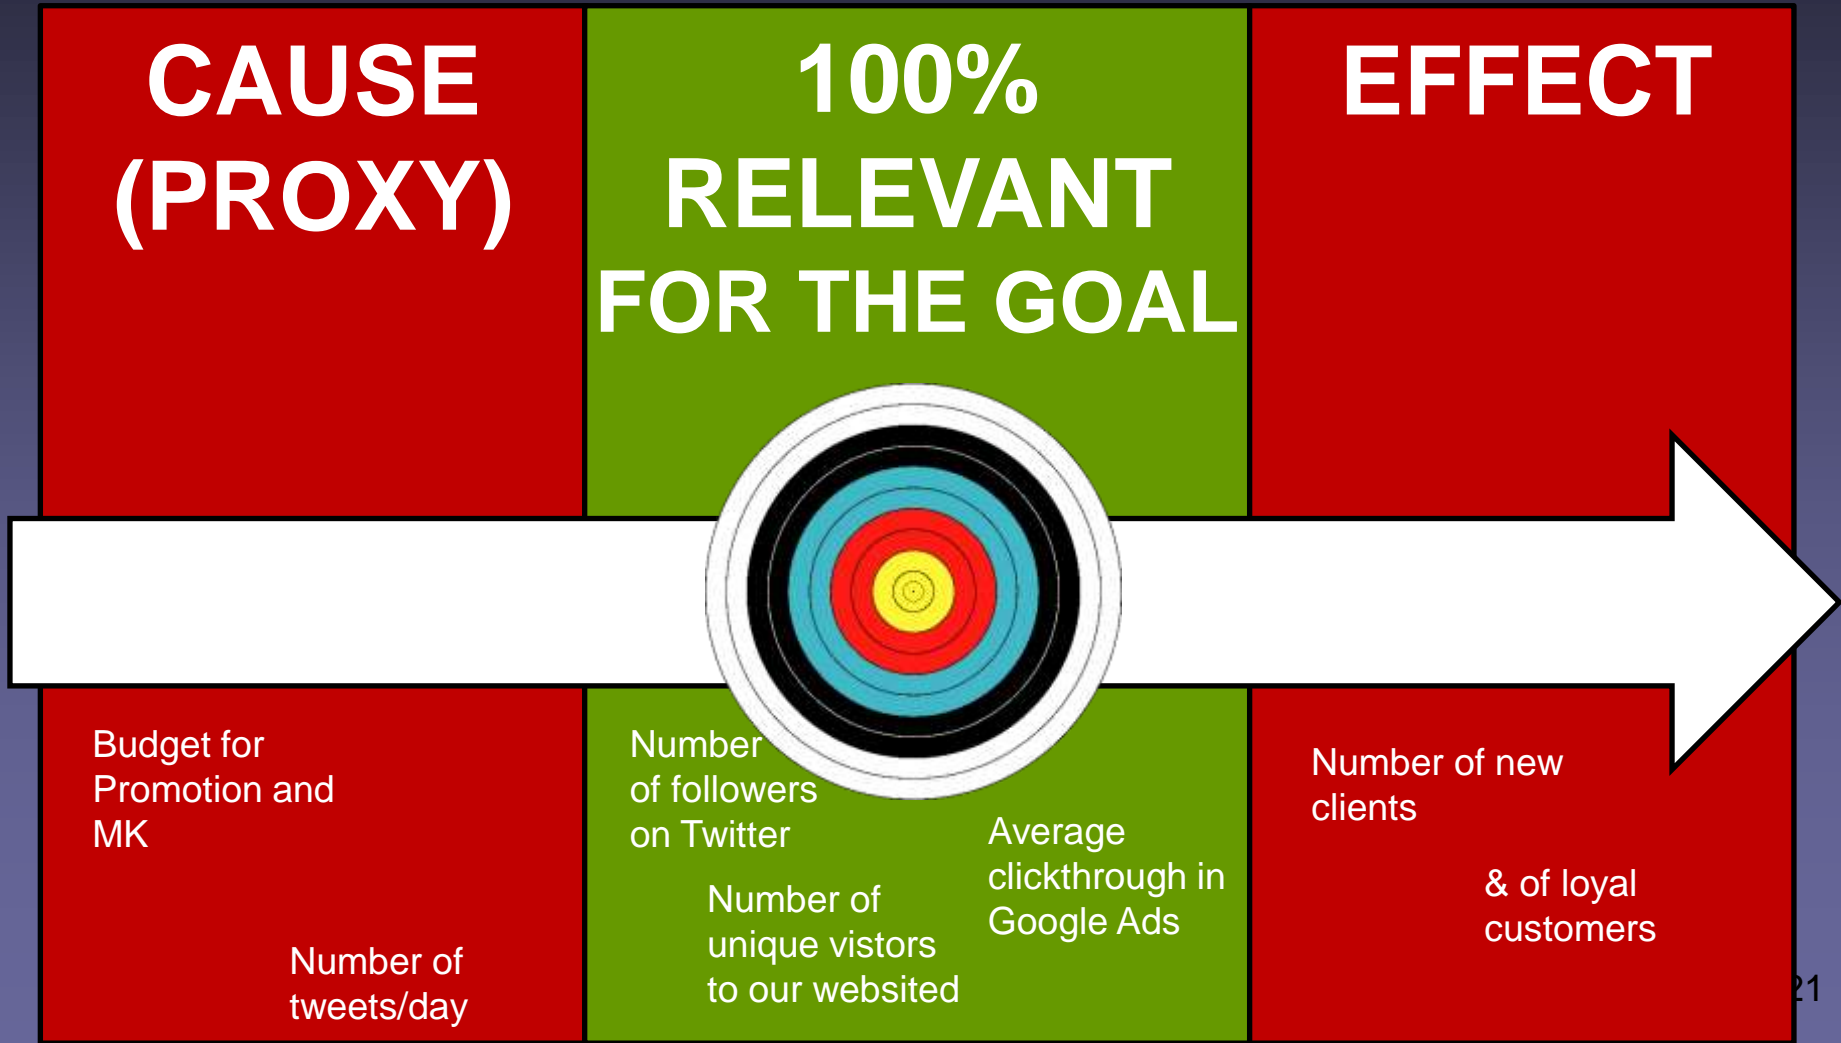 CAUSE
(PROXY)
100%
RELEVANT
FOR THE GOAL
EFFECT
Budget for
Promotion and
MK
Number of
tweets/day
Number
of followers
on Twitter
Number of
unique vistors
to our websited
Average
clickthrough in
Google Ads
Number of new
clients
& of loyal
customers
21